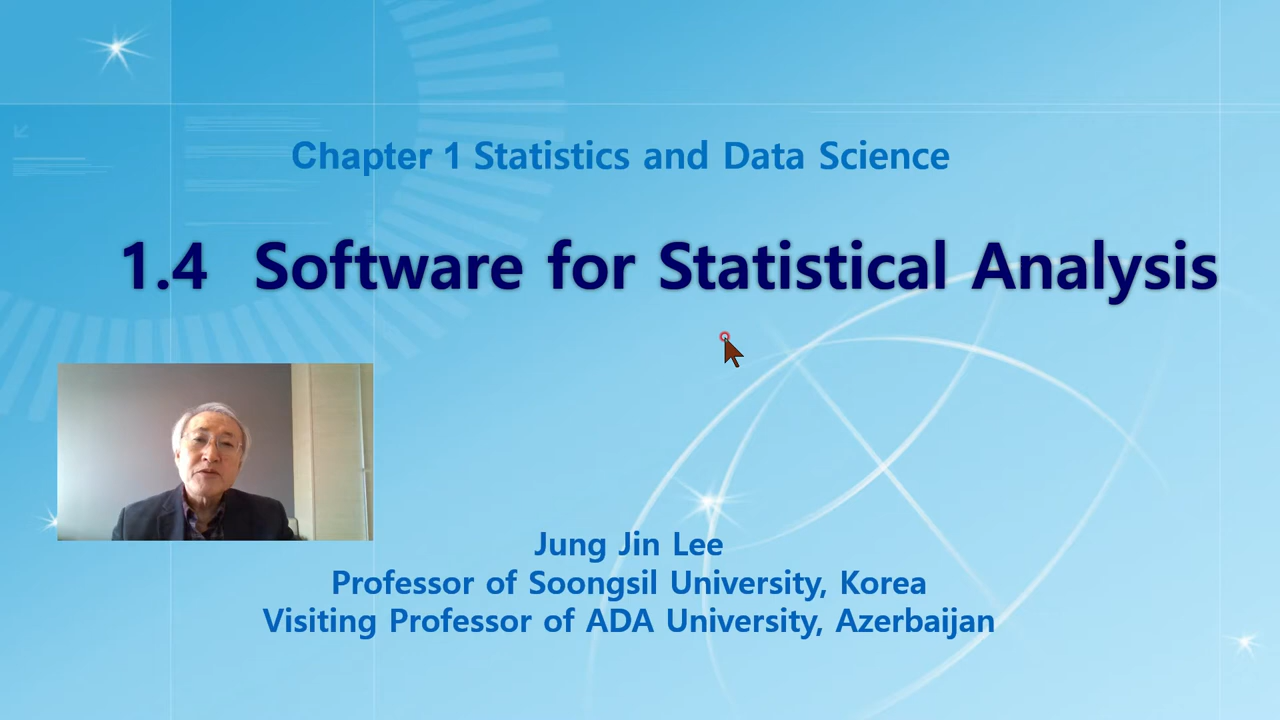 Chapter 1 Statistics and Data Science
1.4 Software for Statistical Analysis
Jung Jin Lee
Professor of Soongsil University, Korea
Visiting Professor of ADA University, Azerbaijan